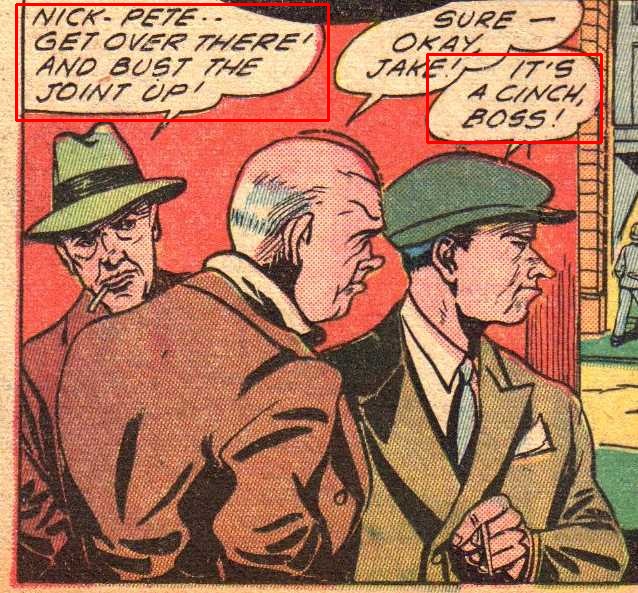 NICK- PETE--
GET OVER THERE!
AND BUST THE
JOINT UP!
SURE —
OKAY,
JAKE!
IT'S
A CINCH,
BOSS!